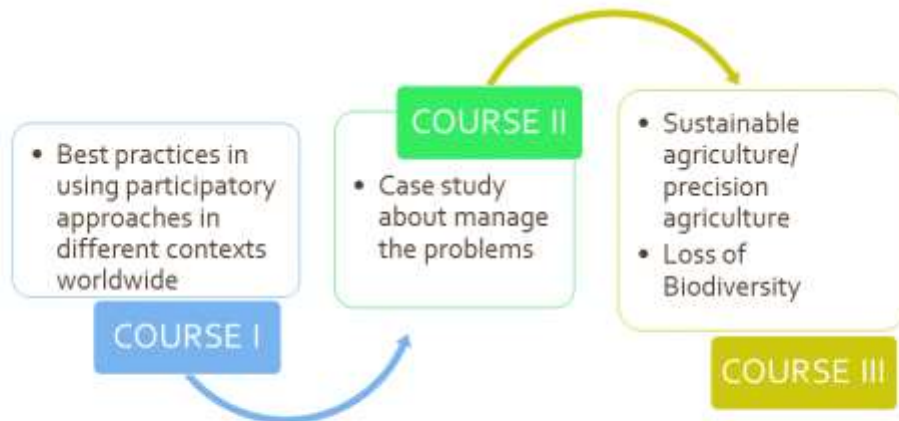 • Best practices in
using participatory
approaches in
different contexts
worldwide
COURSE I
COURSE II
• Case study
about manage
the problems
• Sustainable
agriculture/
precision
agriculture
• Loss of
Biodiversity
COURSE III